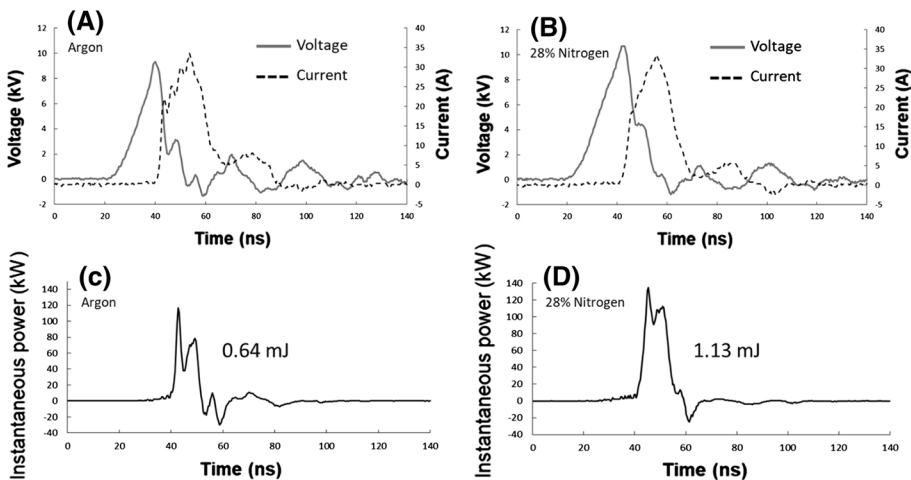 (A)
Argon
Voltage
Current
Voltage (kV)
12
10
8
6
4
2
0
-2
Current (A)
40
35
30
25
20
15
10
5
0
-5
0 20 40 60 80 100 120 140
Time (ns)
(B)
28% Nitrogen
Voltage
Current
Voltage (kV)
12
10
8
6
4
2
0
-2
Current (A)
40
35
30
25
20
15
10
5
0
-5
0 20 40 60 80 100 120 140
Time (ns)
(c)
Argon
0.64 mJ
Instantaneous power (kW)
140
120
100
80
60
40
20
0
-20
-40
0 20 40 60 80 100 120 140
Time (ns)
(D)
28% Nitrogen
1.13 mJ
Instantaneous power (kW)
140
120
100
80
60
40
20
0
-20
-40
0 20 40 60 80 100 120 140
Time (ns)